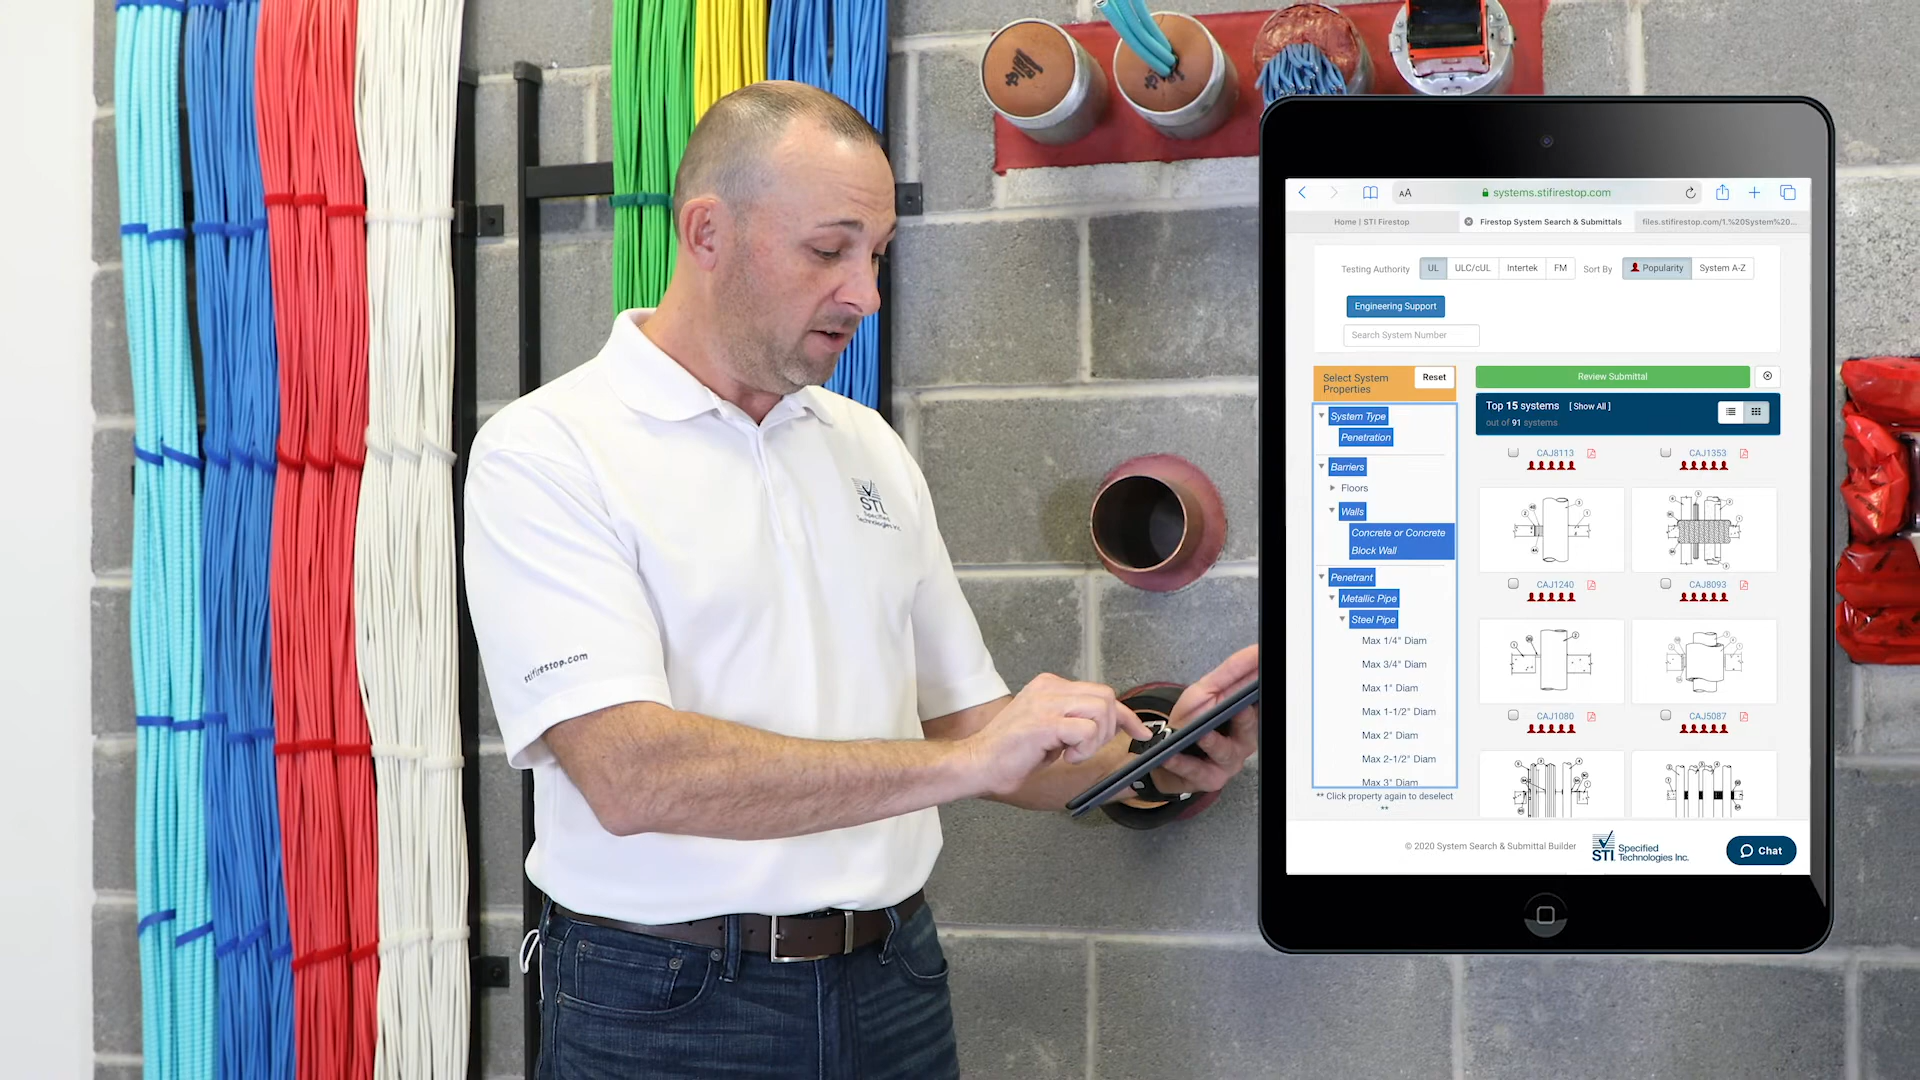 STI
Specified
Technologies Inc.
stifirestop.com
AA
systems.stifirestop.com
Home | STI Firestop
Firestop System Search & Submittals
files.stifirestop.com/1.%20System%20...
Testing Authority
UL
ULC/cUL
Intertek
FM
Sort By
Popularity
System A-Z
Engineering Support
Search System Number
Select System
Properties
Reset
Review Submittal
Top 15 systems [ Show All ]
out of 91 systems
System Type
Penetration
Barriers
Floors
Walls
Concrete or Concrete
Block Wall
Penetrant
Metallic Pipe
Steel Pipe
Max 1/4" Diam
Max 3/4" Diam
Max 1" Diam
Max 1-1/2" Diam
Max 2" Diam
Max 2-1/2" Diam
Max 3" Diam
** Click property again to deselect
**
CAJ8113
CAJ1353
CAJ1240
CAJ8093
CAJ1080
CAJ5087
© 2020 System Search & Submittal Builder
STI
Specified
Technologies Inc.
Chat